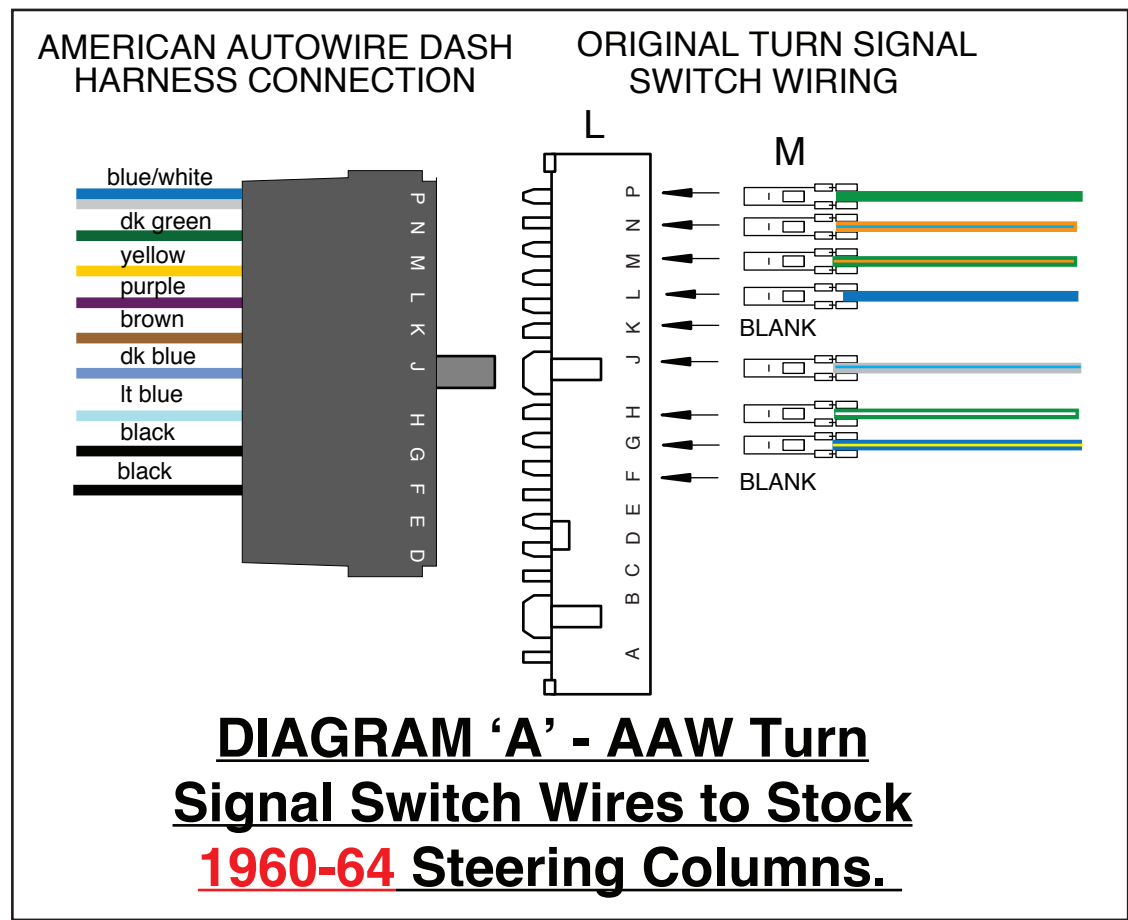 AMERICAN AUTOWIRE DASH
HARNESS CONNECTION
ORIGINAL TURN SIGNAL
SWITCH WIRING
L
M
blue/white
dk green
yellow
purple
brown
dk blue
lt blue
black
black
P
N
M
L
K
J
H
G
F
E
D
P
N
M
L
K
J
H
G
F
E
D
C
B
A
BLANK
BLANK
DIAGRAM ‘A’ - AAW Turn
Signal Switch Wires to Stock
1960-64 Steering Columns.